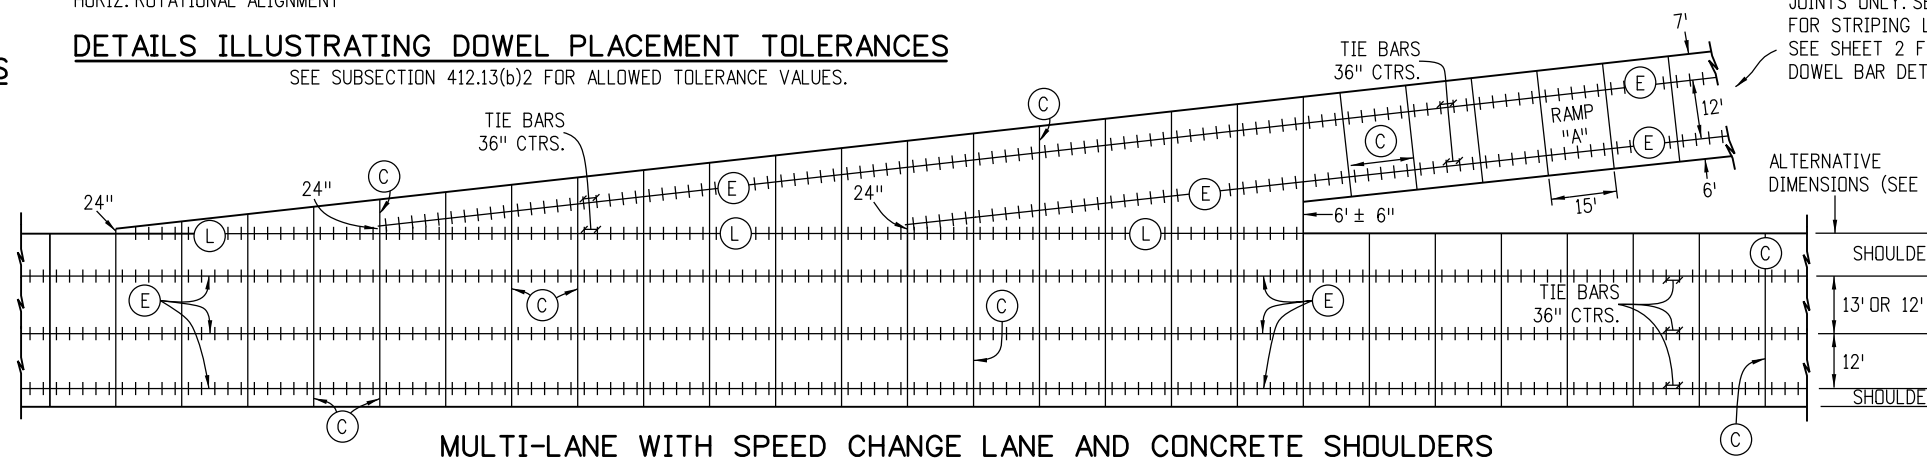 HORIZ. ROTATIONAL ALIGNMENT
DETAILS ILLUSTRATING DOWEL PLACEMENT TOLERANCES
SEE SUBSECTION 412.13(b)2 FOR ALLOWED TOLERANCE VALUES.
S
JOINTS ONLY. SE
FOR STRIPING L
SEE SHEET 2 F
DOWEL BAR DET
7'
TIE BARS
36" CTRS.
E
12'
RAMP
"A"
C
E
6'
15'
C
TIE BARS
36" CTRS.
C
24"
24"
E
24"
E
6' ± 6"
ALTERNATIVE
DIMENSIONS (SEE
L
L
L
C
SHOULDE
E
C
C
E
TIE BARS
36" CTRS.
13' OR 12'
12'
SHOULDE
C
C
MULTI-LANE WITH SPEED CHANGE LANE AND CONCRETE SHOULDERS